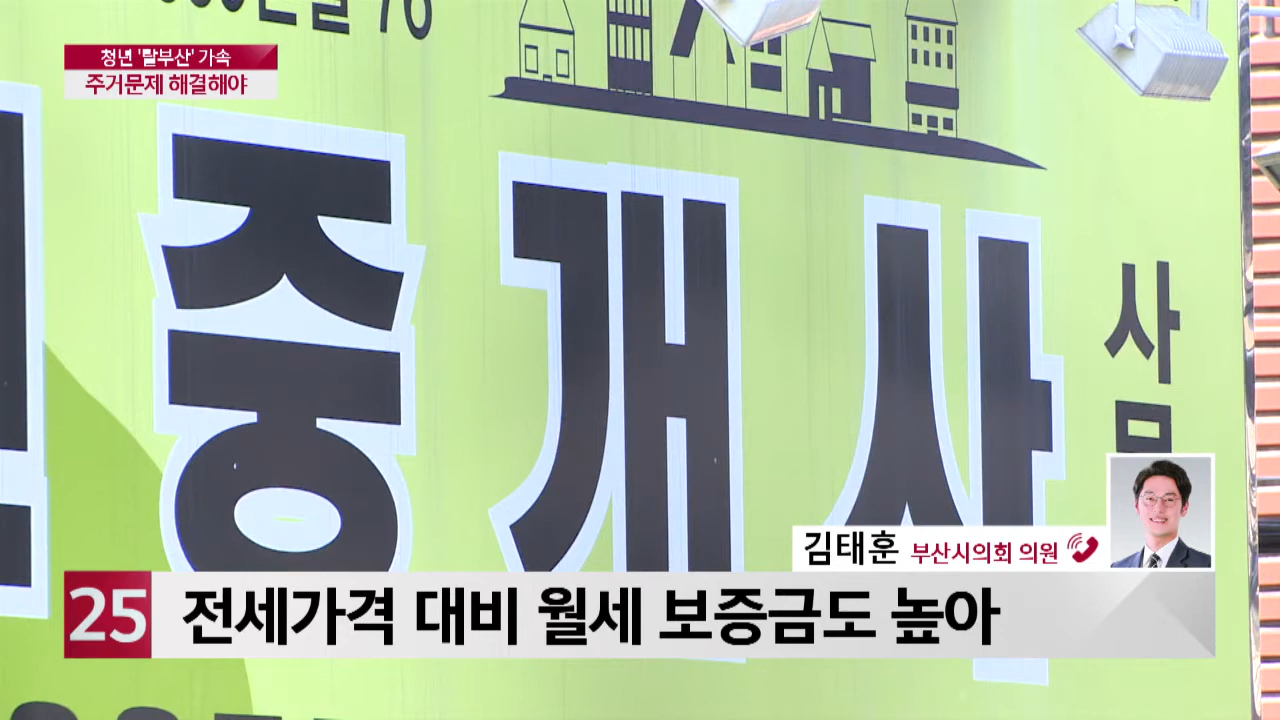 청년 '탈부산' 가속
주거문제 해결해야
중개사
사무
김태훈 부산시의회 의원
25 전세가격 대비 월세 보증금도 높아